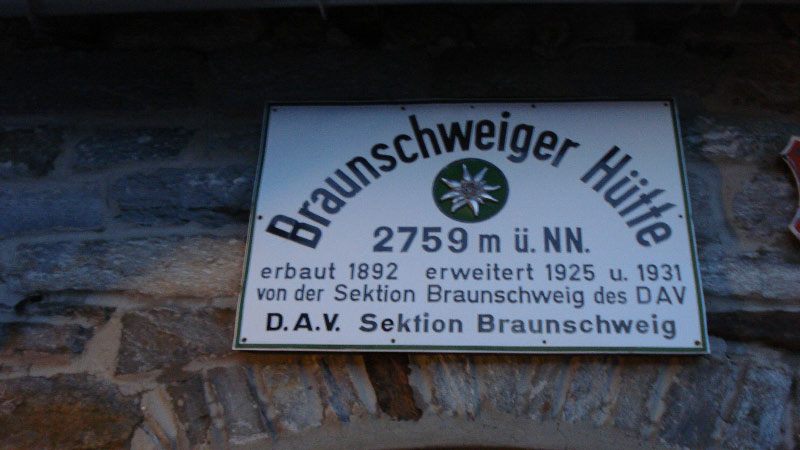 Braunschweiger Hütte
2759 m ü. NN.
erbaut 1892 erweitert 1925 u. 1931
von der Sektion Braunschweig des DAV
D.A.V. Sektion Braunschweig